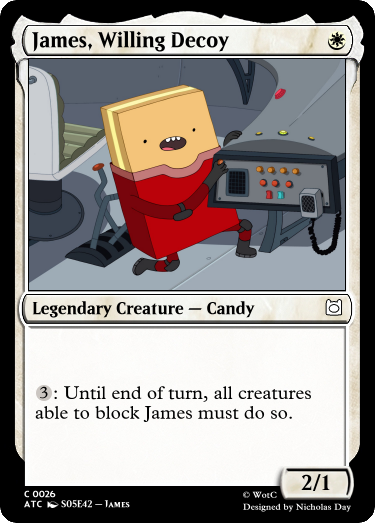 James, Willing Decoy
Legendary Creature — Candy
3: Until end of turn, all creatures
able to block James must do so.
2/1
C 0026
ATC ▸ S05E42 — James
© WotC
Designed by Nicholas Day